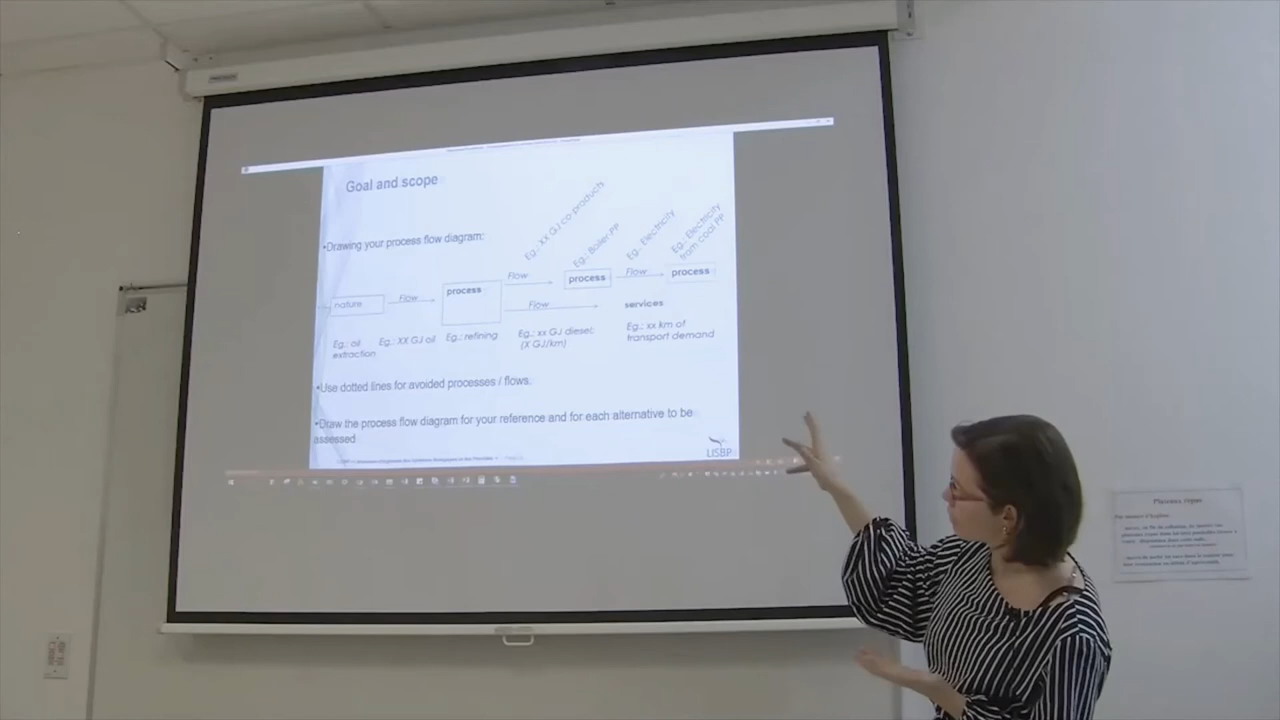 Goal and scope
•Drawing your process flow diagram:
Eg.: XX GJ co-products
Eg.: Boiler-PP
Eg.: Electricity
Eg.: Electricity
from coal PP
nature
Flow
process
Flow
process
Flow
process
Flow
services
Eg.: oil
extraction
Eg.: XX GJ oil
Eg.: refining
Eg.: xx GJ diesel;
(X GJ/km)
Eg.: xx km of
transport demand
•Use dotted lines for avoided processes / flows.
•Draw the process flow diagram for your reference and for each alternative to be
assessed
LISBP